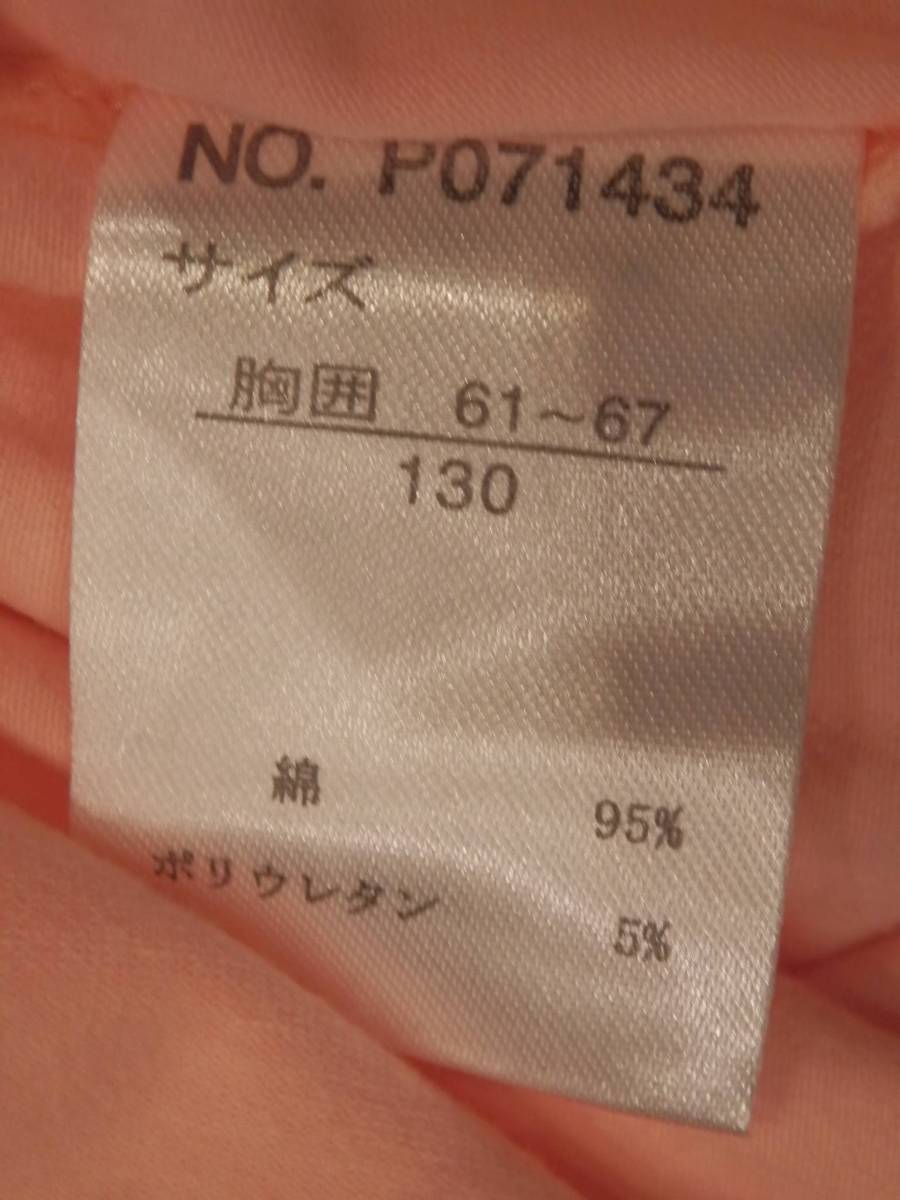 NO. P071434
サイズ
胸囲 61~67
130
綿 95%
ポリウレタン 5%